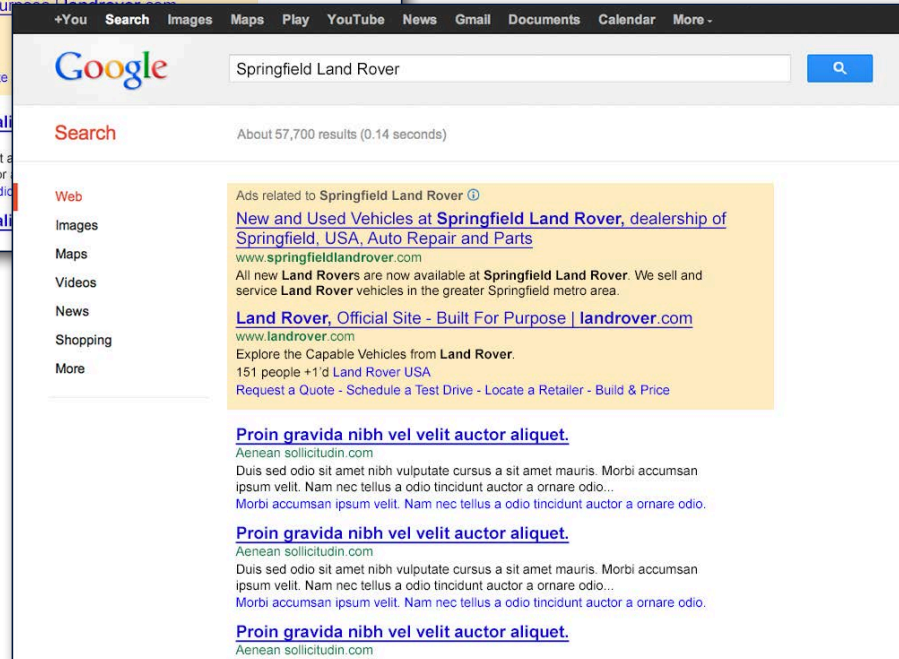 landrover.com
+You Search Images Maps Play YouTube News Gmail Documents Calendar More
Google
Springfield Land Rover
Search
About 57,700 results (0.14 seconds)
Web
Images
Maps
Videos
News
Shopping
More
Ads related to Springfield Land Rover
New and Used Vehicles at Springfield Land Rover, dealership of
Springfield, USA, Auto Repair and Parts
www.springfieldlandrover.com
All new Land Rovers are now available at Springfield Land Rover. We sell and
service Land Rover vehicles in the greater Springfield metro area.
Land Rover, Official Site - Built For Purpose | landrover.com
www.landrover.com
Explore the Capable Vehicles from Land Rover.
151 people +1'd Land Rover USA
Request a Quote - Schedule a Test Drive - Locate a Retailer - Build & Price
Proin gravida nibh vel velit auctor aliquet.
Aenean sollicitudin.com
Duis sed odio sit amet nibh vulputate cursus a sit amet mauris. Morbi accumsan
ipsum velit. Nam nec tellus a odio tincidunt auctor a ornare odio...
Morbi accumsan ipsum velit. Nam nec tellus a odio tincidunt auctor a ornare odio.
Proin gravida nibh vel velit auctor aliquet.
Aenean sollicitudin.com
Duis sed odio sit amet nibh vulputate cursus a sit amet mauris. Morbi accumsan
ipsum velit. Nam nec tellus a odio tincidunt auctor a ornare odio...
Morbi accumsan ipsum velit. Nam nec tellus a odio tincidunt auctor a ornare odio.
Proin gravida nibh vel velit auctor aliquet.
Aenean sollicitudin.com